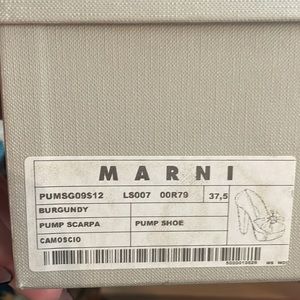 MARNI
PUMSG09S12 LS007 00R79 37,5
BURGUNDY
PUMP SCARPA PUMP SHOE
CAMOSCIO